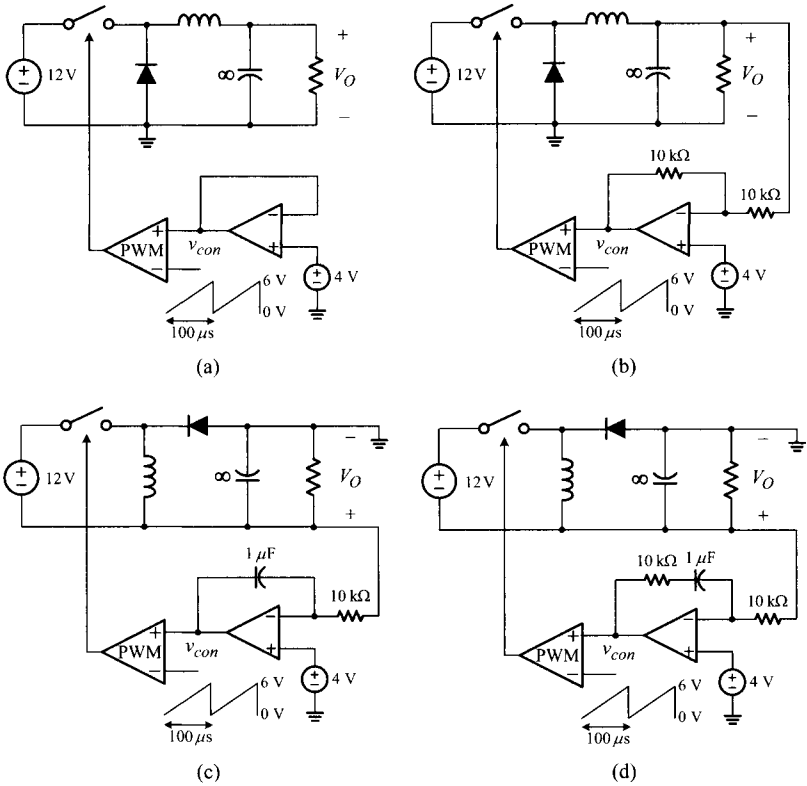 12 V
∞
+
V_O
−
PWM
+
−
v_con
−
+
4 V
6 V
0 V
100 μs
(a)
12 V
∞
+
V_O
−
10 kΩ
10 kΩ
PWM
+
−
v_con
−
+
4 V
6 V
0 V
100 μs
(b)
12 V
∞
−
V_O
+
1 μF
10 kΩ
PWM
+
−
v_con
−
+
4 V
6 V
0 V
100 μs
(c)
12 V
∞
−
V_O
+
10 kΩ
1 μF
10 kΩ
PWM
+
−
v_con
−
+
4 V
6 V
0 V
100 μs
(d)